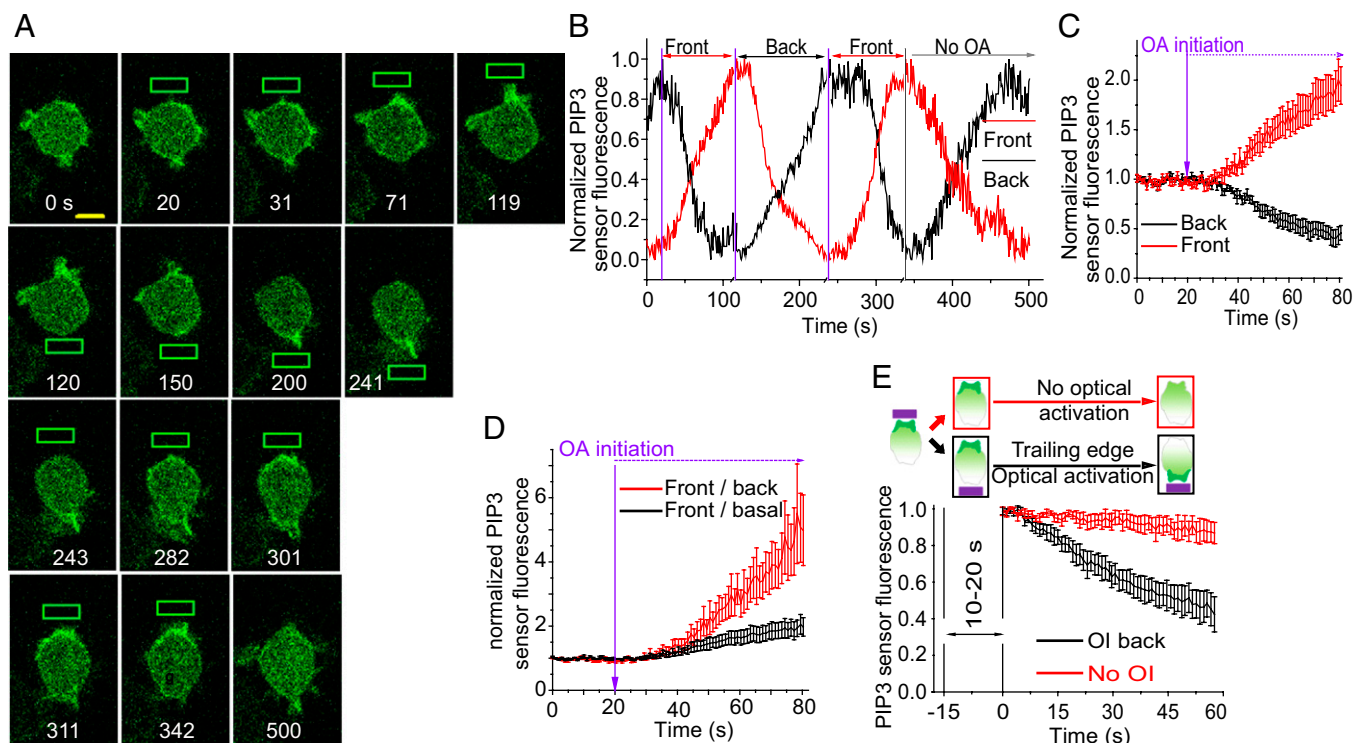 A
0 s
20
31
71
119
120
150
200
241
243
282
301
311
342
500
B
Front
Back
Front
No OA
Normalized PIP3
sensor fluorescence
1.0
0.8
0.6
0.4
0.2
0.0
Front
Back
0
100
200
300
400
500
Time (s)
C
OA initiation
Normalized PIP3
sensor fluorescence
2.0
1.5
1.0
0.5
Back
Front
0
20
40
60
80
Time (s)
D
OA initiation
normalized PIP3
sensor fluorescence
6
4
2
0
Front / back
Front / basal
0
20
40
60
80
Time (s)
E
No optical
activation
Trailing edge
Optical activation
PIP3 sensor fluorescence
1.0
0.8
0.6
0.4
0.2
0.0
10-20 s
OI back
No OI
-15
0
15
30
45
60
Time (s)